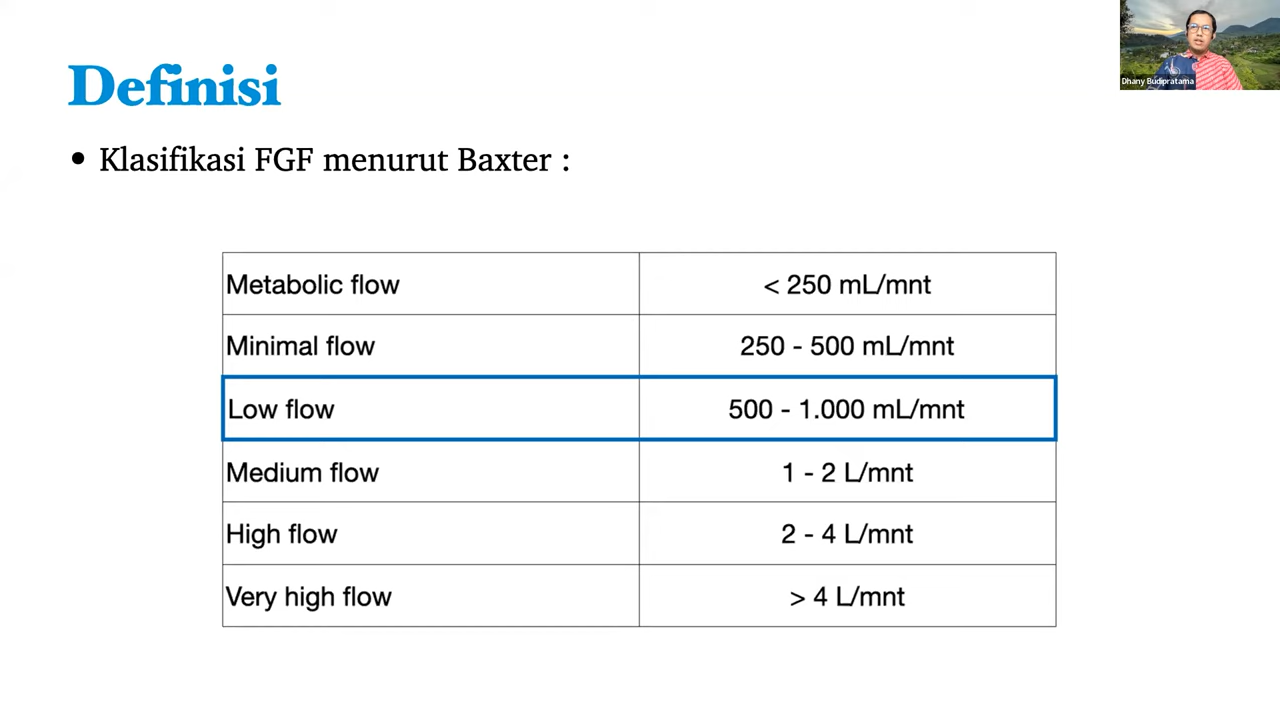 Definisi
• Klasifikasi FGF menurut Baxter :
Metabolic flow < 250 mL/mnt
Minimal flow 250 - 500 mL/mnt
Low flow 500 - 1.000 mL/mnt
Medium flow 1 - 2 L/mnt
High flow 2 - 4 L/mnt
Very high flow > 4 L/mnt
Dhany Budipratama